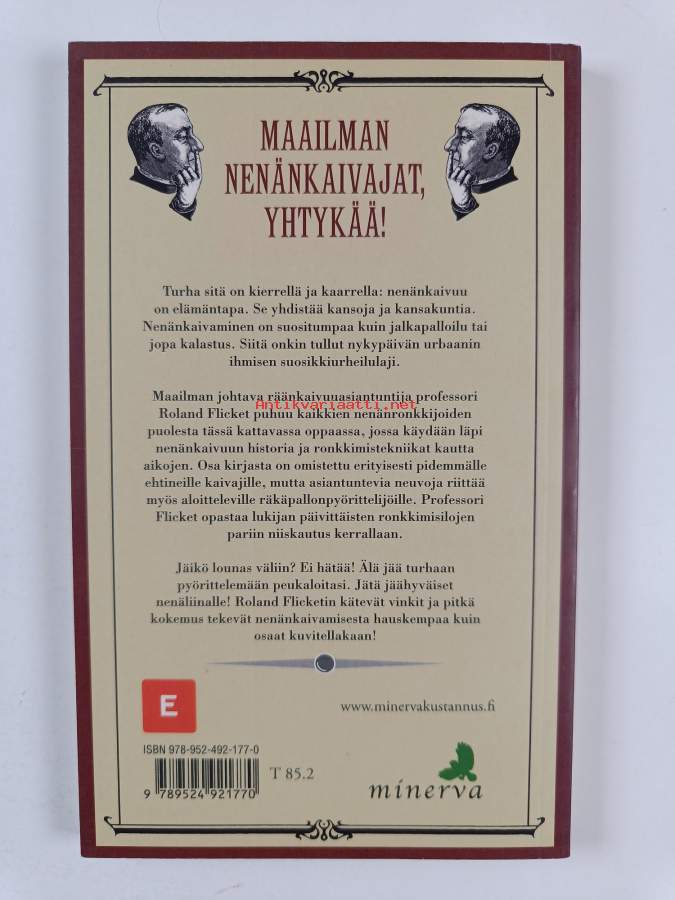 MAAILMAN
NENÄNKAIVAJAT,
YHTYKÄÄ!
Turha sitä on kierrellä ja kaarrella: nenänkaivuu
on elämäntapa. Se yhdistää kansoja ja kansakuntia.
Nenänkaivaminen on suositumpaa kuin jalkapalloilu tai
jopa kalastus. Siitä onkin tullut nykypäivän urbaanin
ihmisen suosikkiurheilulaji.
Maailman johtava räänkaivuuasiantuntija professori
Antikvariaatti.net
Roland Flicket puhuu kaikkien nenänronkkijoiden
puolesta tässä kattavassa oppaassa, jossa käydään läpi
nenänkaivuun historia ja ronkkimistekniikat kautta
aikojen. Osa kirjasta on omistettu erityisesti pidemmälle
ehtineille kaivajille, mutta asiantuntevia neuvoja riittää
myös aloitteleville räkäpallonpyörittelijöille. Professori
Flicket opastaa lukijan päivittäisten ronkkimisilojen
pariin niiskautus kerrallaan.
Jäikö lounas väliin? Ei hätää! Älä jää turhaan
pyörittelemään peukaloitasi. Jätä jäähyväiset
nenäliinalle! Roland Flicketin kätevät vinkit ja pitkä
kokemus tekevät nenänkaivamisesta hauskempaa kuin
osaat kuvitellakaan!
E
www.minervakustannus.fi
ISBN 978-952-492-177-0
T 85.2
9 789524 921770
minerva